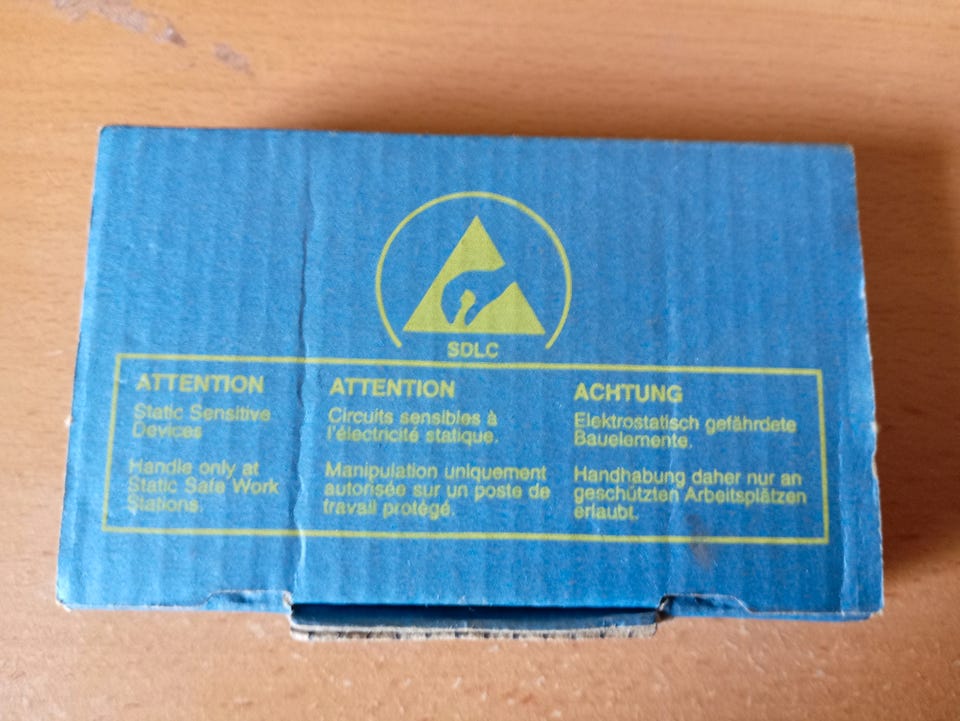 SDLC
ATTENTION
Static Sensitive
Devices
Handle only at
Static Safe Work
Stations.
ATTENTION
Circuits sensibles à
l'électricité statique.
Manipulation uniquement
autorisée sur un poste de
travail protégé.
ACHTUNG
Elektrostatisch gefährdete
Bauelemente.
Handhabung daher nur an
geschützten Arbeitsplätzen
erlaubt.